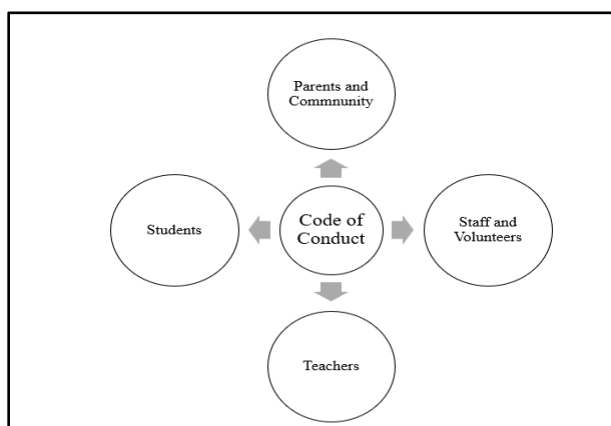 Parents and
Commnunity
Students
Code of
Conduct
Staff and
Volunteers
Teachers